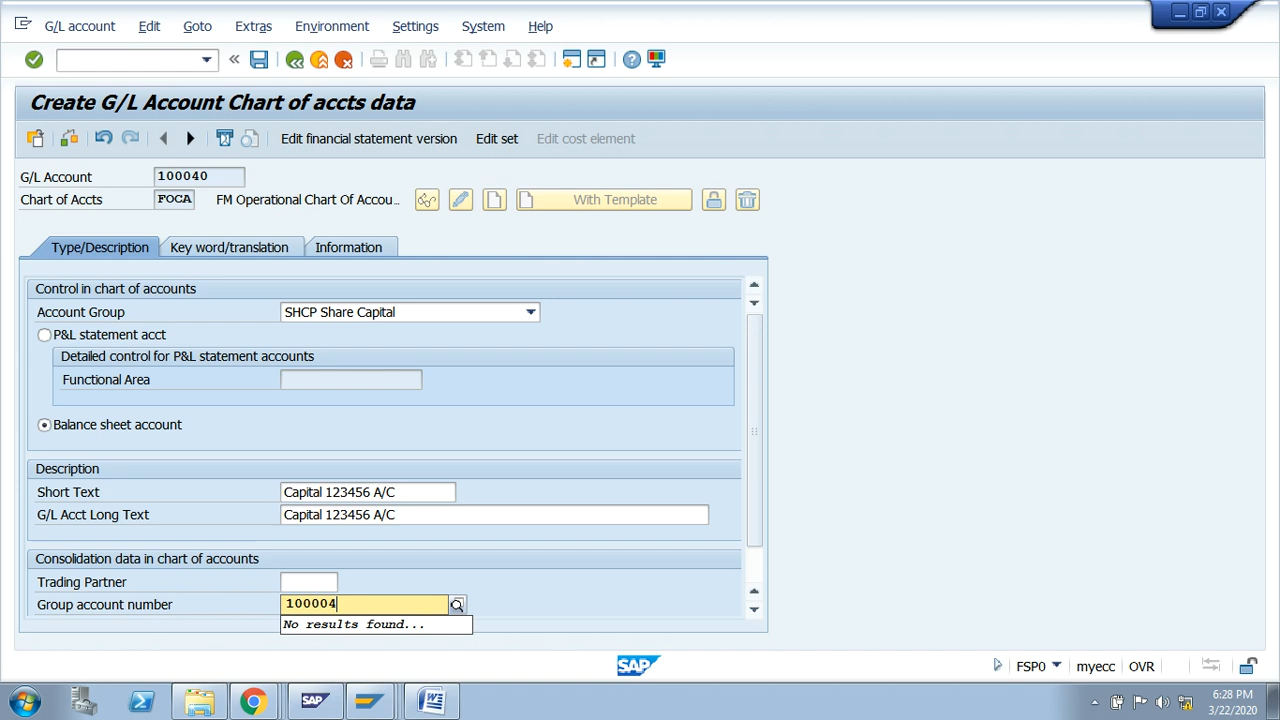 G/L account Edit Goto Extras Environment Settings System Help
Create G/L Account Chart of accts data
Edit financial statement version Edit set Edit cost element
G/L Account 100040
Chart of Accts FOCA FM Operational Chart Of Accou... With Template
Type/Description Key word/translation Information
Control in chart of accounts
Account Group SHCP Share Capital
P&L statement acct
Detailed control for P&L statement accounts
Functional Area
Balance sheet account
Description
Short Text Capital 123456 A/C
G/L Acct Long Text Capital 123456 A/C
Consolidation data in chart of accounts
Trading Partner
Group account number 100004
No results found...
SAP FSP0 myecc OVR
SAP 6:28 PM
3/22/2020